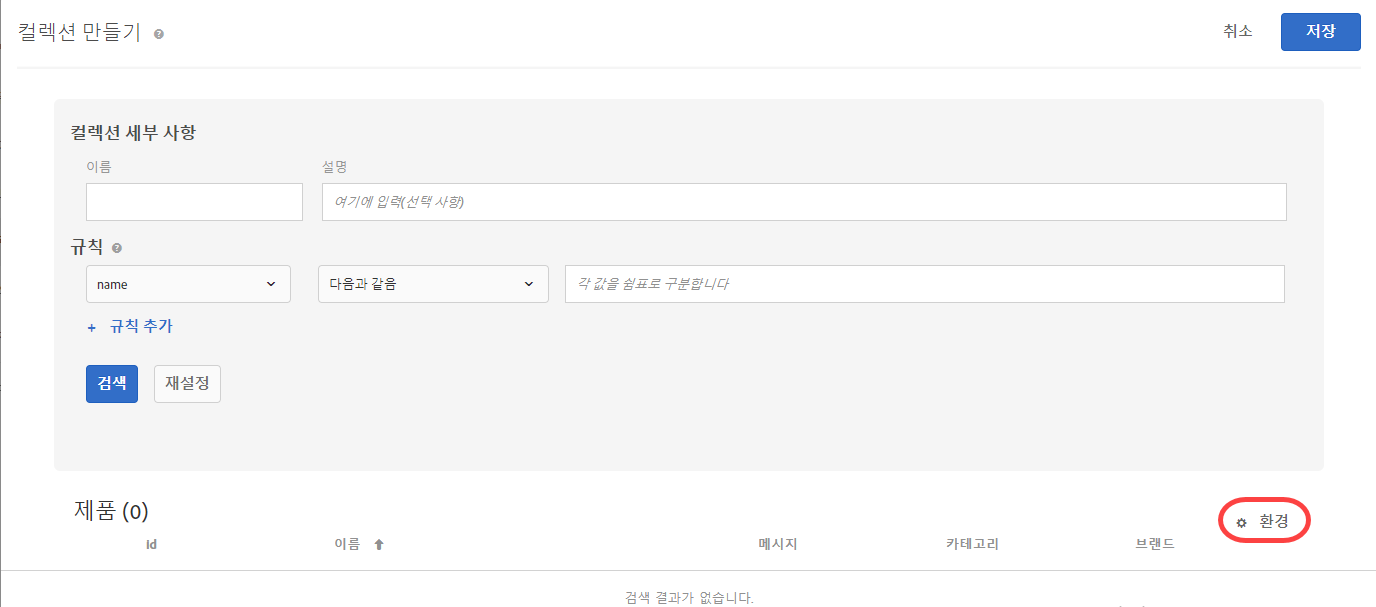 컬렉션 만들기
취소
저장
컬렉션 세부 사항
이름
설명
여기에 입력(선택 사항)
규칙
name
다음과 같음
각 값을 쉼표로 구분합니다
+ 규칙 추가
검색
재설정
제품 (0)
환경
id
이름
메시지
카테고리
브랜드
검색 결과가 없습니다.